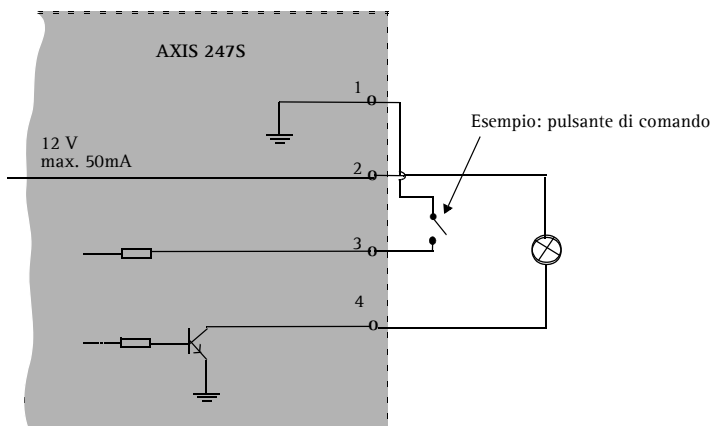 AXIS 247S
1
Esempio: pulsante di comando
12 V
max. 50mA
2
3
4